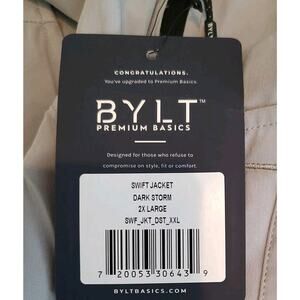 CONGRATULATIONS.
You've upgraded to Premium Basics.
BYLT™
PREMIUM BASICS
Designed for those who refuse to
compromise on style, fit or comfort.
SWIFT JACKET
DARK STORM
2X LARGE
SWF_JKT_DST_XXL
7 20053 30643 9
BYLTBASICS.COM